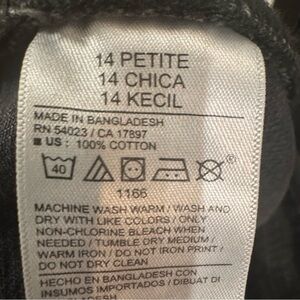 14 PETITE
14 CHICA
14 KECIL
MADE IN BANGLADESH
RN 54023 / CA 17897
■ US: 100% COTTON
40
1166
MACHINE WASH WARM / WASH AND
DRY WITH LIKE COLORS / ONLY
NON-CHLORINE BLEACH WHEN
NEEDED / TUMBLE DRY MEDIUM /
WARM IRON / DO NOT IRON PRINT /
DO NOT DRY CLEAN
HECHO EN BANGLADESH CON
INSUMOS IMPORTADOS / DIBUAT DI